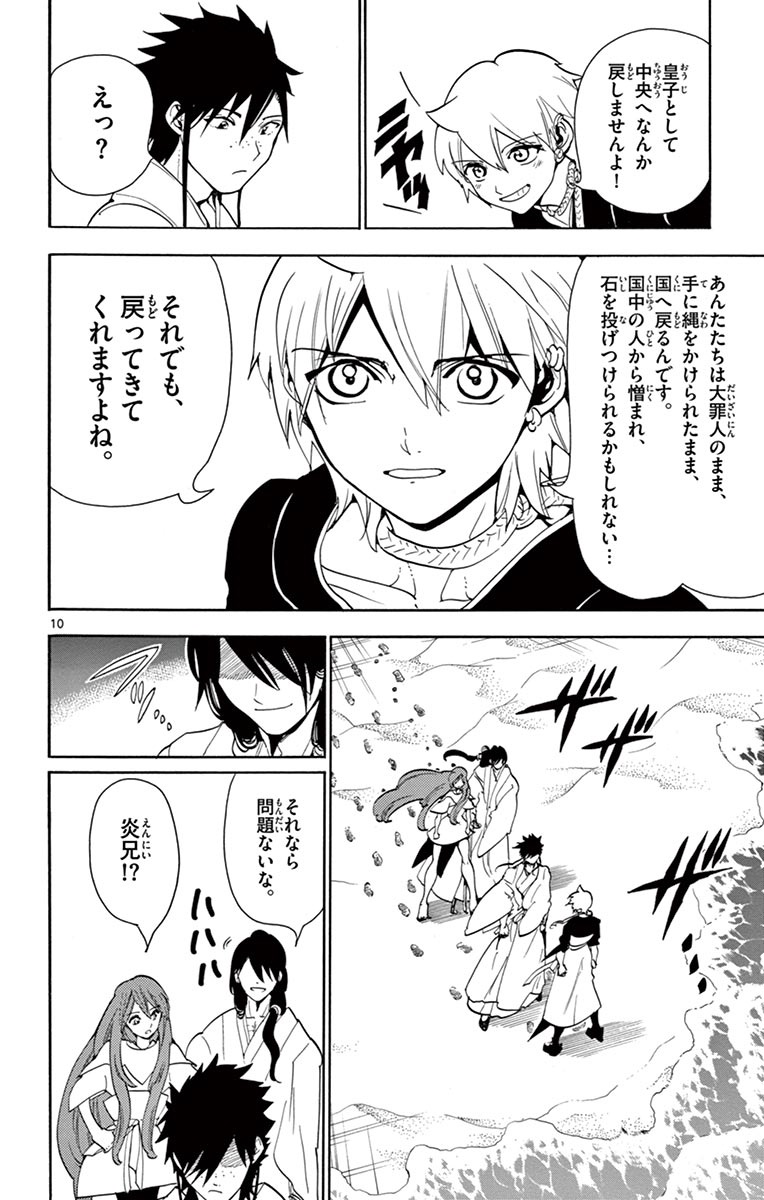 皇子として
中央へなんか
戻しませんよ!
ニヤッ
えっ?
あんたたちは大罪人のまま、
手に縄をかけられたまま、
国へ戻るんです。
国中の人から憎まれ、
石を投げつけられるかもしれない…
それでも、
戻ってきて
くれますよね。
10
ザザ
ザザ
それなら
問題ないな。
ハハハ
炎兄!?